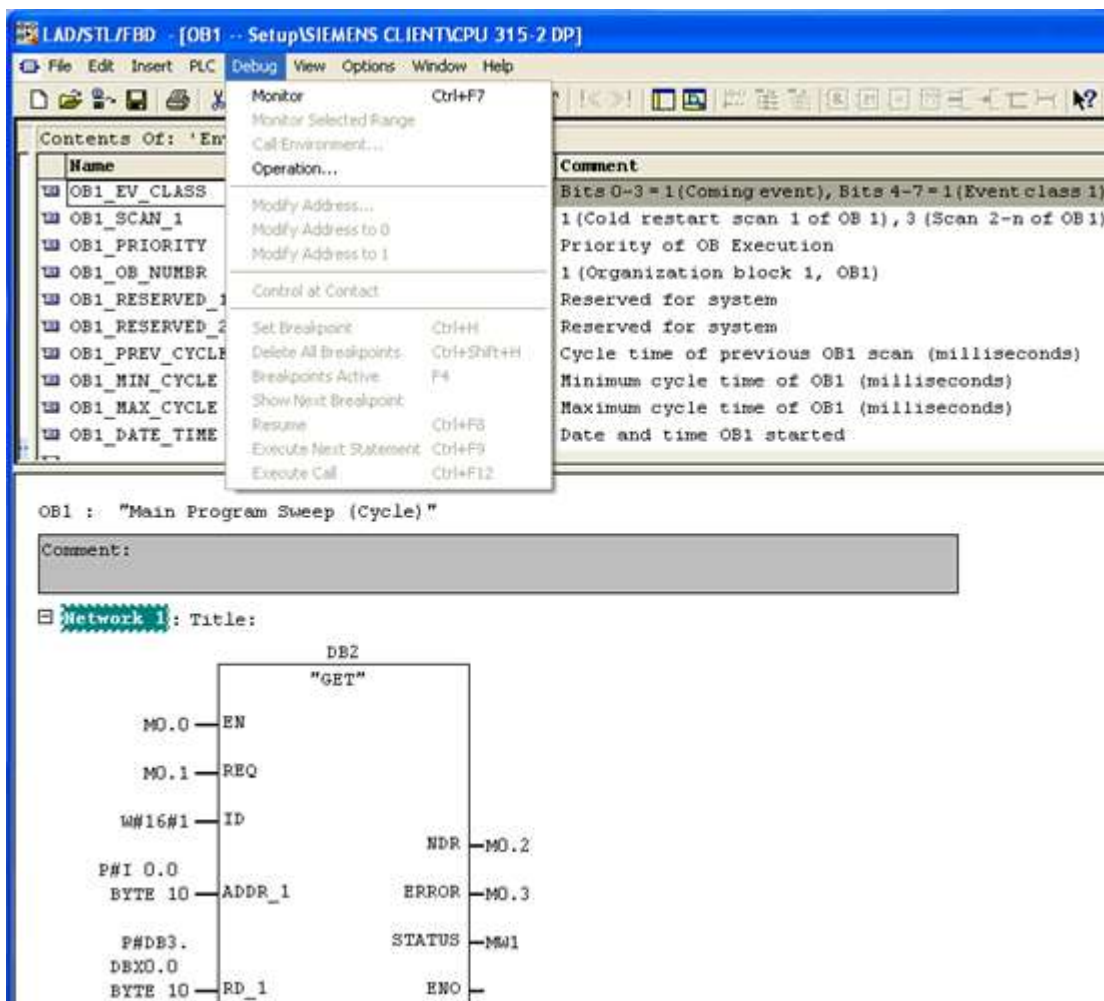 LAD/STL/FBD - [OB1 -- Setup\SIEMENS CLIENT\CPU 315-2 DP]
File Edit Insert PLC Debug View Options Window Help
Monitor Ctrl+F7
Monitor Selected Range
Call Environment...
Operation...
Modify Address...
Modify Address to 0
Modify Address to 1
Control at Contact
Set Breakpoint Ctrl+H
Delete All Breakpoints Ctrl+Shift+H
Breakpoints Active F4
Show Next Breakpoint
Resume Ctrl+F8
Execute Next Statement Ctrl+F9
Execute Call Ctrl+F12
Contents Of: 'En
Name Comment
OB1_EV_CLASS Bits 0-3 = 1 (Coming event), Bits 4-7 = 1 (Event class 1)
OB1_SCAN_1 1 (Cold restart scan 1 of OB 1), 3 (Scan 2-n of OB 1)
OB1_PRIORITY Priority of OB Execution
OB1_OB_NUMBR 1 (Organization block 1, OB1)
OB1_RESERVED_1 Reserved for system
OB1_RESERVED_2 Reserved for system
OB1_PREV_CYCLE Cycle time of previous OB1 scan (milliseconds)
OB1_MIN_CYCLE Minimum cycle time of OB1 (milliseconds)
OB1_MAX_CYCLE Maximum cycle time of OB1 (milliseconds)
OB1_DATE_TIME Date and time OB1 started
OB1 : "Main Program Sweep (Cycle)"
Comment:
Network 1: Title:
DB2
"GET"
M0.0 EN
M0.1 REQ
W#16#1 ID
NDR M0.2
P#I 0.0
BYTE 10 ADDR_1 ERROR M0.3
P#DB3. STATUS MW1
DBX0.0
BYTE 10 RD_1 ENO